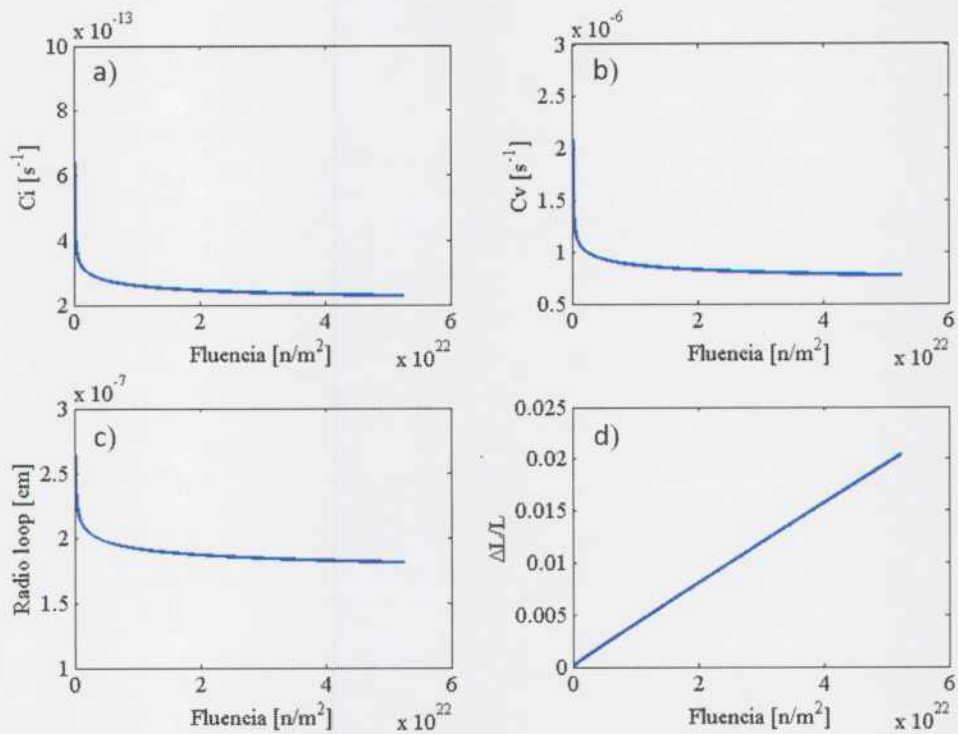 x 10^-13
10
a)
8
6
4
2
Ci [s^-1]
0 2 4 6
Fluencia [n/m^2]
x 10^22
x 10^-6
3
b)
2.5
2
1.5
1
0.5
Cv [s^-1]
0 2 4 6
Fluencia [n/m^2]
x 10^22
x 10^-7
3
c)
2.5
2
1.5
1
Radio loop [cm]
0 2 4 6
Fluencia [n/m^2]
x 10^22
0.025
d)
0.02
0.015
0.01
0.005
0
ΔL/L
0 2 4 6
Fluencia [n/m^2]
x 10^22